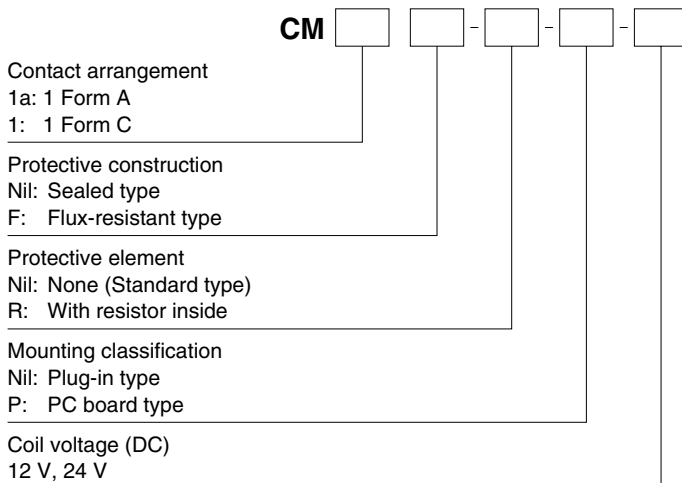 CM - - -
Contact arrangement
1a: 1 Form A
1: 1 Form C
Protective construction
Nil: Sealed type
F: Flux-resistant type
Protective element
Nil: None (Standard type)
R: With resistor inside
Mounting classification
Nil: Plug-in type
P: PC board type
Coil voltage (DC)
12 V, 24 V